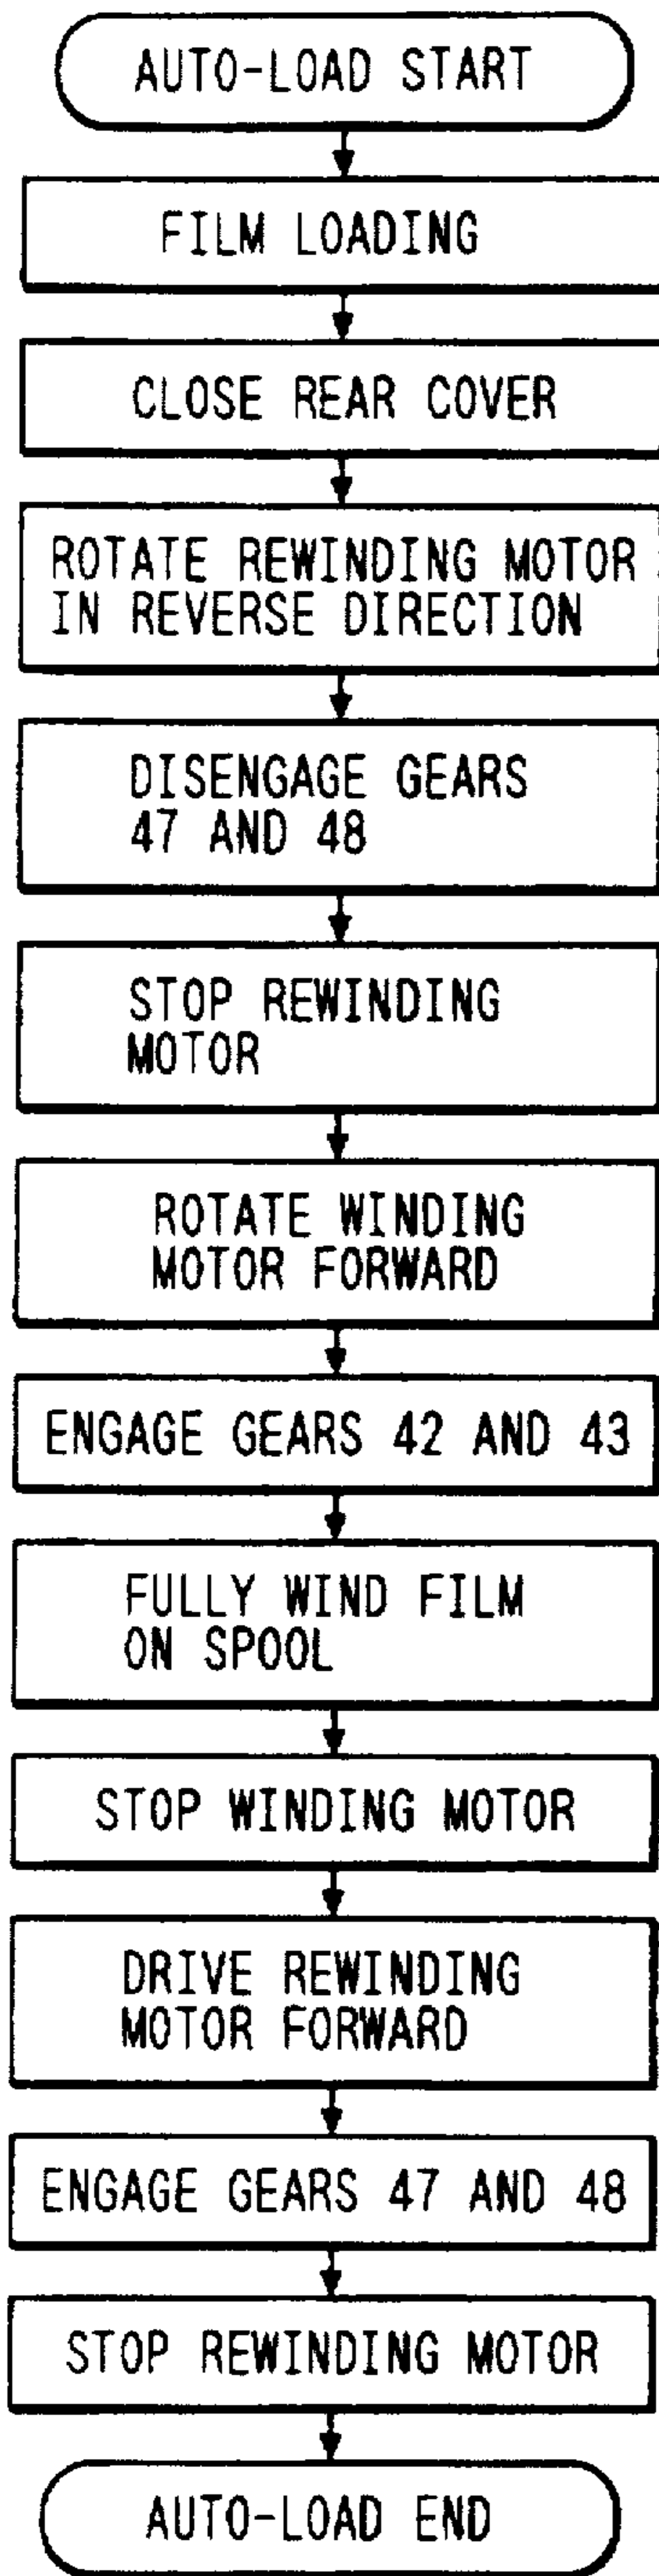 AUTO-LOAD START
FILM LOADING
CLOSE REAR COVER
ROTATE REWINDING MOTOR
IN REVERSE DIRECTION
DISENGAGE GEARS
47 AND 48
STOP REWINDING
MOTOR
ROTATE WINDING
MOTOR FORWARD
ENGAGE GEARS 42 AND 43
FULLY WIND FILM
ON SPOOL
STOP WINDING MOTOR
DRIVE REWINDING
MOTOR FORWARD
ENGAGE GEARS 47 AND 48
STOP REWINDING MOTOR
AUTO-LOAD END